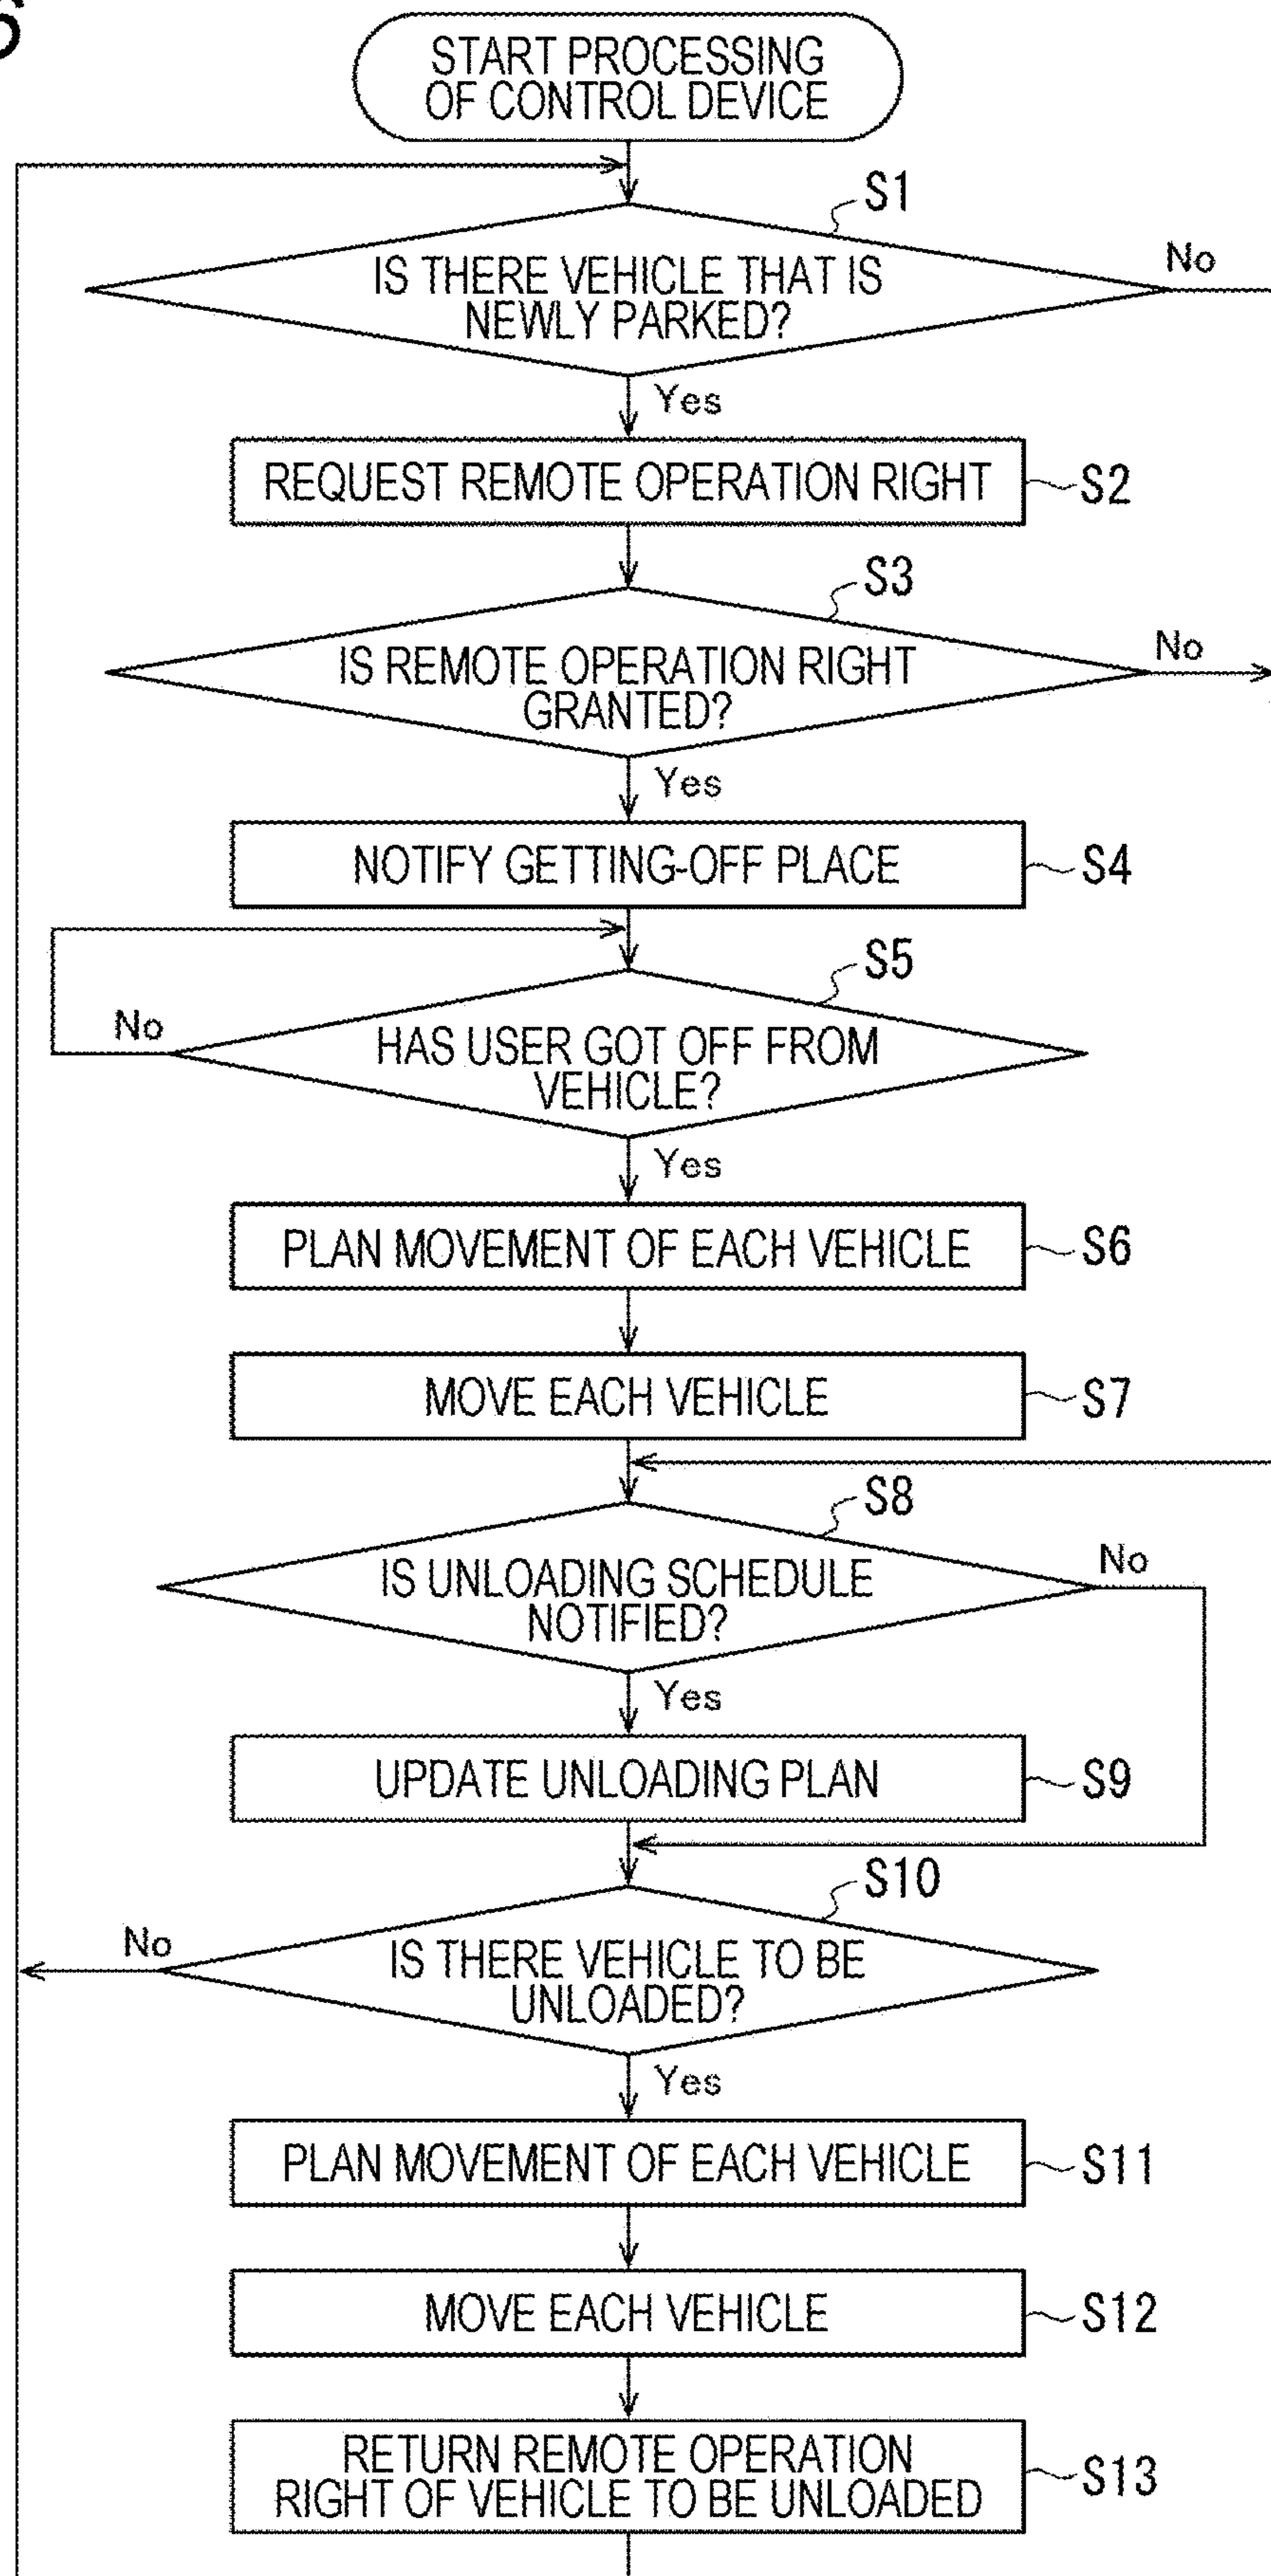 6
START PROCESSING
OF CONTROL DEVICE
S1
IS THERE VEHICLE THAT IS
NEWLY PARKED?
No
Yes
REQUEST REMOTE OPERATION RIGHT
S2
S3
IS REMOTE OPERATION RIGHT
GRANTED?
No
Yes
NOTIFY GETTING-OFF PLACE
S4
S5
No
HAS USER GOT OFF FROM
VEHICLE?
Yes
PLAN MOVEMENT OF EACH VEHICLE
S6
MOVE EACH VEHICLE
S7
S8
IS UNLOADING SCHEDULE
NOTIFIED?
No
Yes
UPDATE UNLOADING PLAN
S9
S10
No
IS THERE VEHICLE TO BE
UNLOADED?
Yes
PLAN MOVEMENT OF EACH VEHICLE
S11
MOVE EACH VEHICLE
S12
RETURN REMOTE OPERATION
RIGHT OF VEHICLE TO BE UNLOADED
S13